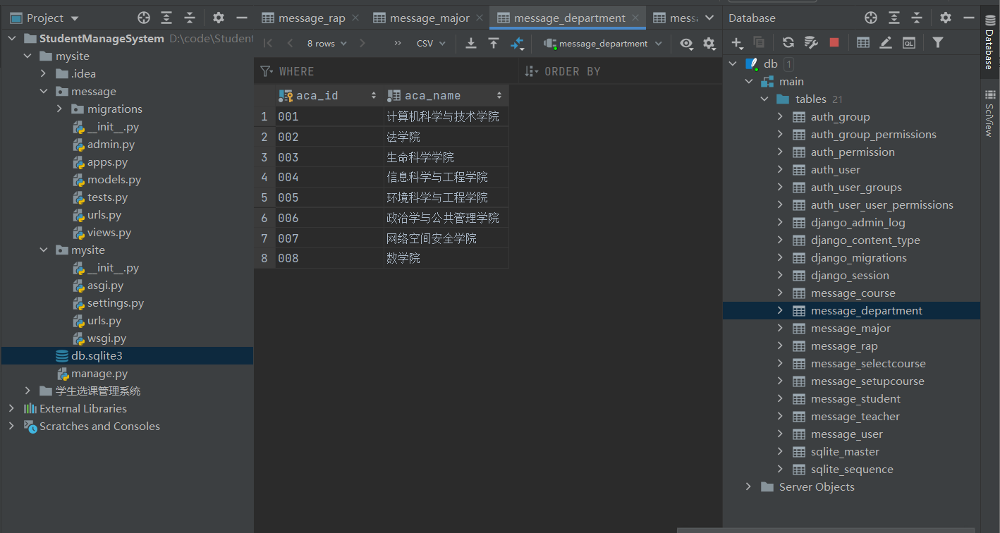 Project
StudentManageSystem D:\code\Student
mysite
.idea
message
migrations
__init__.py
admin.py
apps.py
models.py
tests.py
urls.py
views.py
mysite
__init__.py
asgi.py
settings.py
urls.py
wsgi.py
db.sqlite3
manage.py
学生选课管理系统
External Libraries
Scratches and Consoles
message_rap
message_major
message_department
8 rows
CSV
message_department
WHERE
ORDER BY
aca_id aca_name
1 001 计算机科学与技术学院
2 002 法学院
3 003 生命科学学院
4 004 信息科学与工程学院
5 005 环境科学与工程学院
6 006 政治学与公共管理学院
7 007 网络空间安全学院
8 008 数学院
Database
QL
db 1
main
tables 21
auth_group
auth_group_permissions
auth_permission
auth_user
auth_user_groups
auth_user_user_permissions
django_admin_log
django_content_type
django_migrations
django_session
message_course
message_department
message_major
message_rap
message_selectcourse
message_setupcourse
message_student
message_teacher
message_user
sqlite_master
sqlite_sequence
Server Objects
Database
SciView